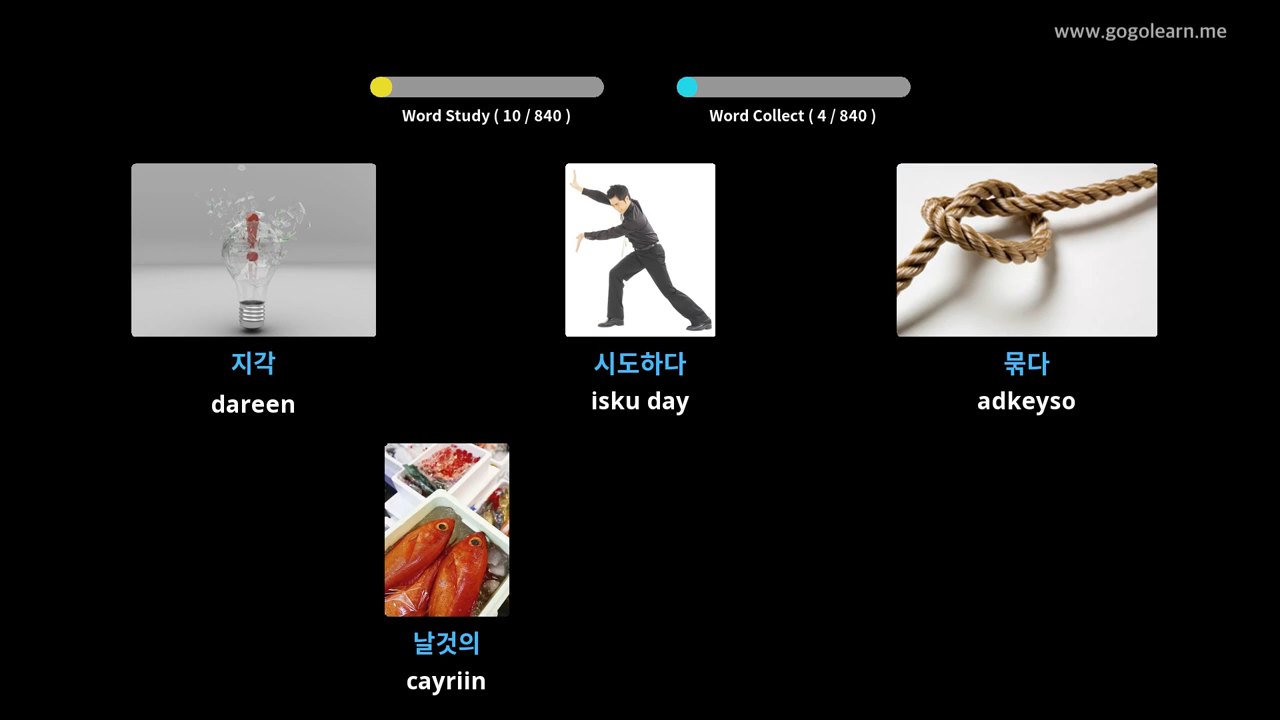 www.gogolearn.me
Word Study ( 10 / 840 )
Word Collect ( 4 / 840 )
지각
dareen
시도하다
isku day
묶다
adkeyso
날것의
cayriin